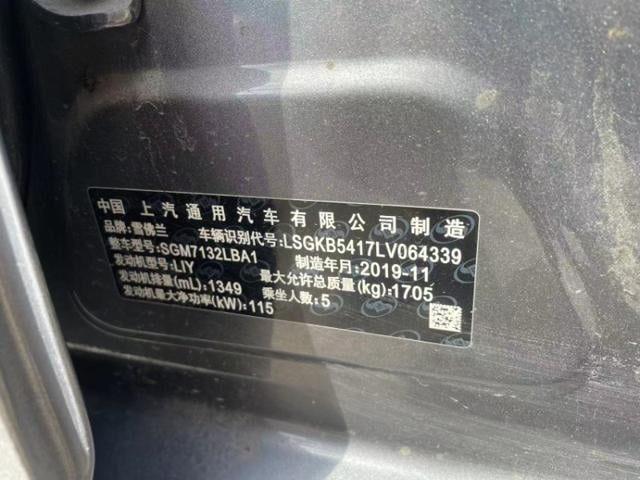 中国 上汽通用汽车有限公司制造
品牌:雪佛兰 车辆识别代号:LSGKB5417LV064339
整车型号:SGM7132LBA1 制造年月:2019-11
发动机型号:LIY 最大允许总质量(kg):1705
发动机排量(mL):1349 乘坐人数:5
发动机最大净功率(kW):115